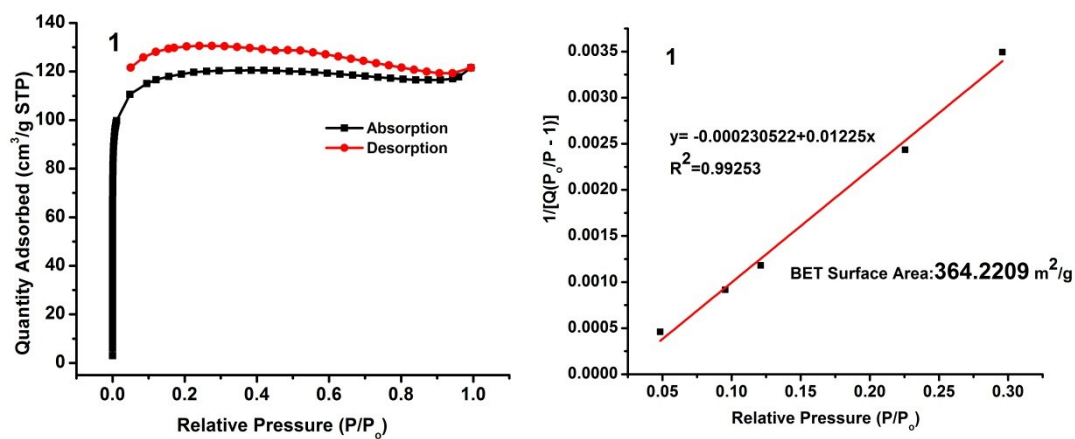 1
140
120
100
80
60
40
20
0
Quantity Adsorbed (cm³/g STP)
Absorption
Desorption
0.0 0.2 0.4 0.6 0.8 1.0
Relative Pressure (P/Pₒ)
1
0.0035
0.0030
0.0025
0.0020
0.0015
0.0010
0.0005
0.0000
1/[Q(Pₒ/P - 1)]
y= -0.000230522+0.01225x
R²=0.99253
BET Surface Area:364.2209 m²/g
0.05 0.10 0.15 0.20 0.25 0.30
Relative Pressure (P/Pₒ)